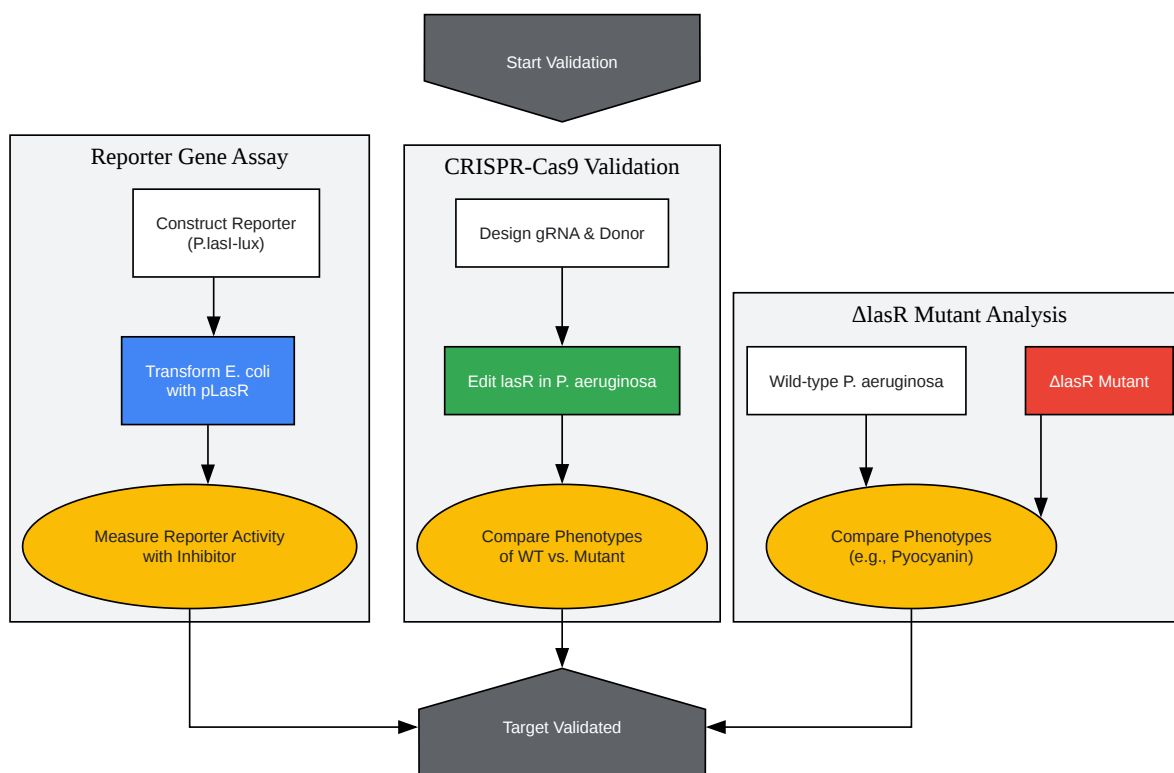 Start Validation
Reporter Gene Assay
Construct Reporter
(P.lasI-lux)
Transform E. coli
with pLasR
Measure Reporter Activity
with Inhibitor
CRISPR-Cas9 Validation
Design gRNA & Donor
Edit lasR in P. aeruginosa
Compare Phenotypes
of WT vs. Mutant
ΔlasR Mutant Analysis
Wild-type P. aeruginosa
ΔlasR Mutant
Compare Phenotypes
(e.g., Pyocyanin)
Target Validated